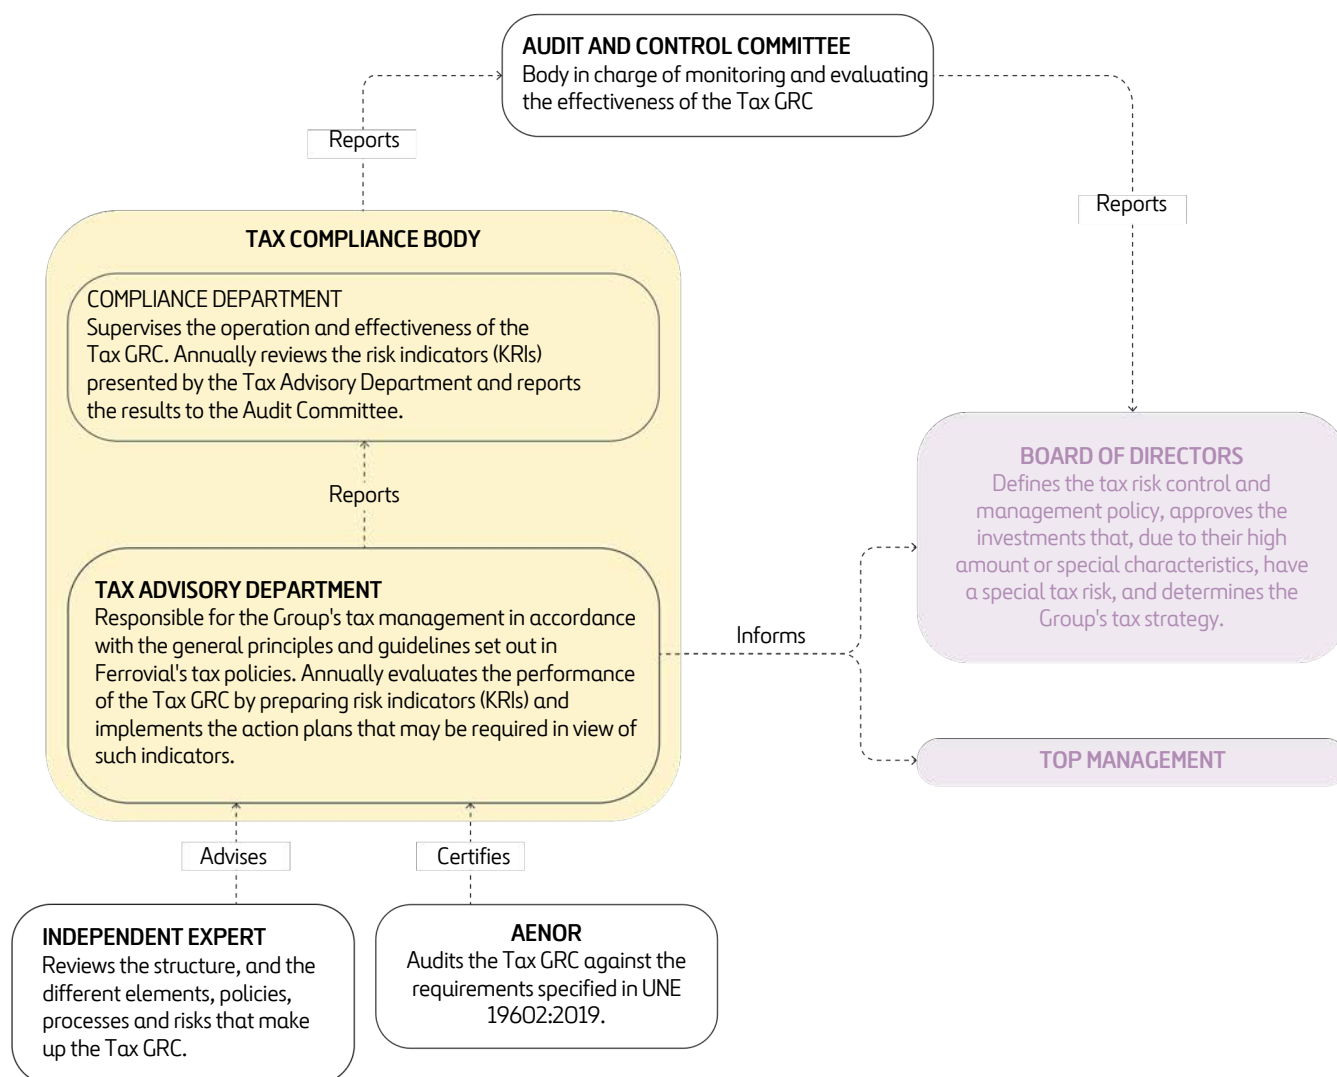 AUDIT AND CONTROL COMMITTEE
Body in charge of monitoring and evaluating
the effectiveness of the Tax GRC
Reports
Reports
TAX COMPLIANCE BODY
COMPLIANCE DEPARTMENT
Supervises the operation and effectiveness of the
Tax GRC. Annually reviews the risk indicators (KRIs)
presented by the Tax Advisory Department and reports
the results to the Audit Committee.
Reports
TAX ADVISORY DEPARTMENT
Responsible for the Group's tax management in accordance
with the general principles and guidelines set out in
Ferrovial's tax policies. Annually evaluates the performance
of the Tax GRC by preparing risk indicators (KRIs) and
implements the action plans that may be required in view of
such indicators.
Informs
BOARD OF DIRECTORS
Defines the tax risk control and
management policy, approves the
investments that, due to their high
amount or special characteristics, have
a special tax risk, and determines the
Group's tax strategy.
TOP MANAGEMENT
Advises
Certifies
INDEPENDENT EXPERT
Reviews the structure, and the
different elements, policies,
processes and risks that make
up the Tax GRC.
AENOR
Audits the Tax GRC against the
requirements specified in UNE
19602:2019.